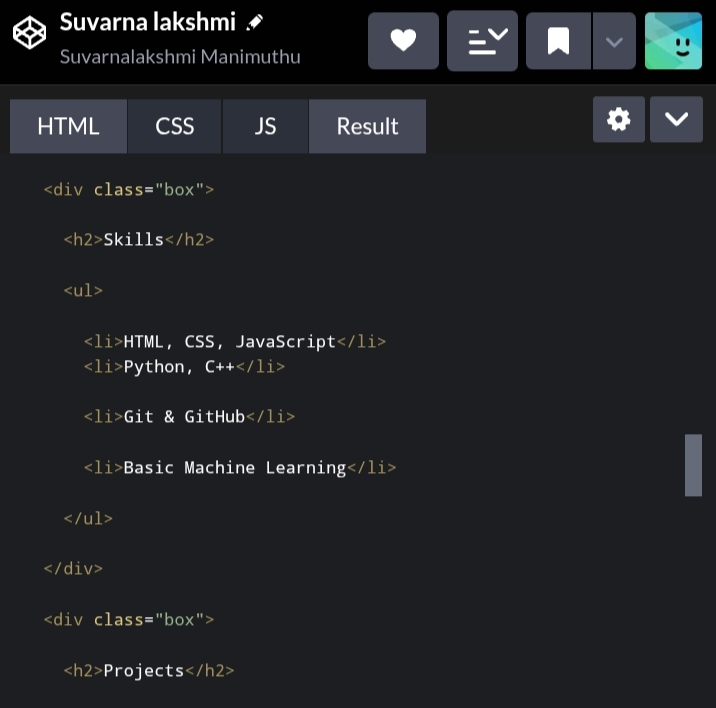 Suvarna lakshmi
Suvarnalakshmi Manimuthu
HTML CSS JS Result
<div class="box">
<h2>Skills</h2>
<ul>
<li>HTML, CSS, JavaScript</li>
<li>Python, C++</li>
<li>Git & GitHub</li>
<li>Basic Machine Learning</li>
</ul>
</div>
<div class="box">
<h2>Projects</h2>